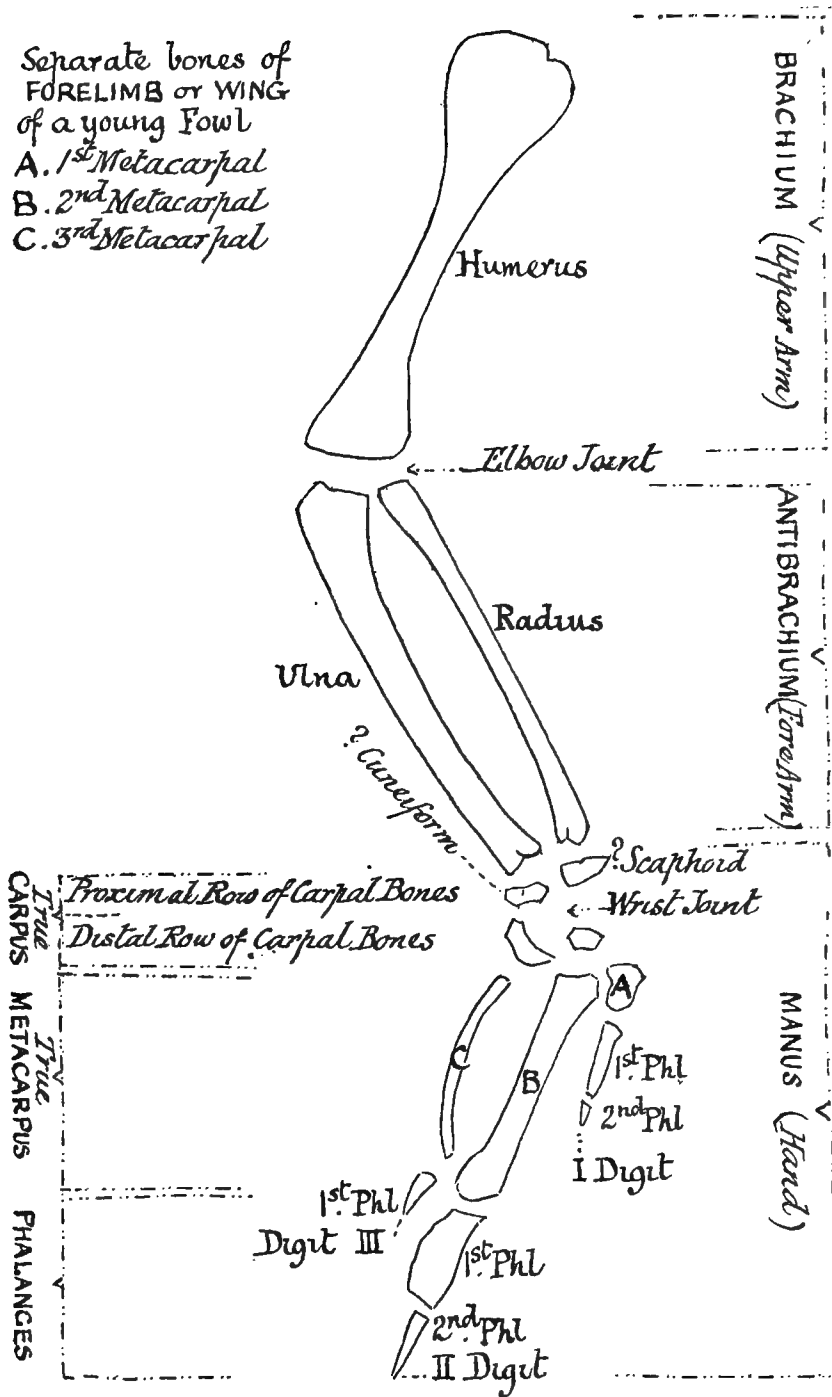 Separate bones of
FORELIMB or WING
of a young Fowl
A. 1st Metacarpal
B. 2nd Metacarpal
C. 3rd Metacarpal
BRACHIUM (Upper Arm)
Humerus
Elbow Joint
ANTIBRACHIUM (Fore Arm)
Radius
Ulna
? Cuneiform
? Scaphoid
Proximal Row of Carpal Bones
Wrist Joint
Distal Row of Carpal Bones
True
CARPUS
MANUS (Hand)
A
C
B
1st Phl
2nd Phl
I Digit
True
METACARPUS
1st Phl
Digit III
1st Phl
2nd Phl
II Digit
PHALANGES